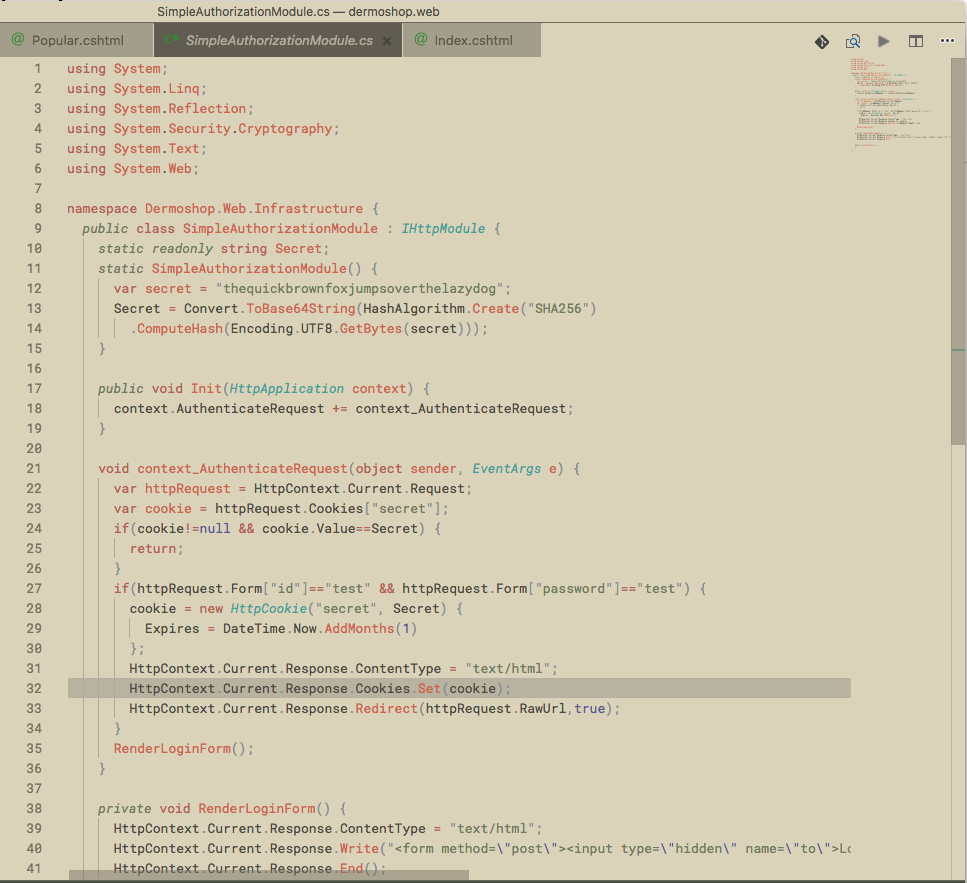 SimpleAuthorizationModule.cs — dermoshop.web
@ Popular.cshtml C# SimpleAuthorizationModule.cs × @ Index.cshtml
1 using System;
2 using System.Linq;
3 using System.Reflection;
4 using System.Security.Cryptography;
5 using System.Text;
6 using System.Web;
7
8 namespace Dermoshop.Web.Infrastructure {
9 public class SimpleAuthorizationModule : IHttpModule {
10 static readonly string Secret;
11 static SimpleAuthorizationModule() {
12 var secret = "thequickbrownfoxjumpsoverthelazydog";
13 Secret = Convert.ToBase64String(HashAlgorithm.Create("SHA256")
14 .ComputeHash(Encoding.UTF8.GetBytes(secret)));
15 }
16
17 public void Init(HttpApplication context) {
18 context.AuthenticateRequest += context_AuthenticateRequest;
19 }
20
21 void context_AuthenticateRequest(object sender, EventArgs e) {
22 var httpRequest = HttpContext.Current.Request;
23 var cookie = httpRequest.Cookies["secret"];
24 if(cookie!=null && cookie.Value==Secret) {
25 return;
26 }
27 if(httpRequest.Form["id"]=="test" && httpRequest.Form["password"]=="test") {
28 cookie = new HttpCookie("secret", Secret) {
29 Expires = DateTime.Now.AddMonths(1)
30 };
31 HttpContext.Current.Response.ContentType = "text/html";
32 HttpContext.Current.Response.Cookies.Set(cookie);
33 HttpContext.Current.Response.Redirect(httpRequest.RawUrl,true);
34 }
35 RenderLoginForm();
36 }
37
38 private void RenderLoginForm() {
39 HttpContext.Current.Response.ContentType = "text/html";
40 HttpContext.Current.Response.Write("<form method=\"post\"><input type=\"hidden\" name=\"to\">Lo
41 HttpContext.Current.Response.End();